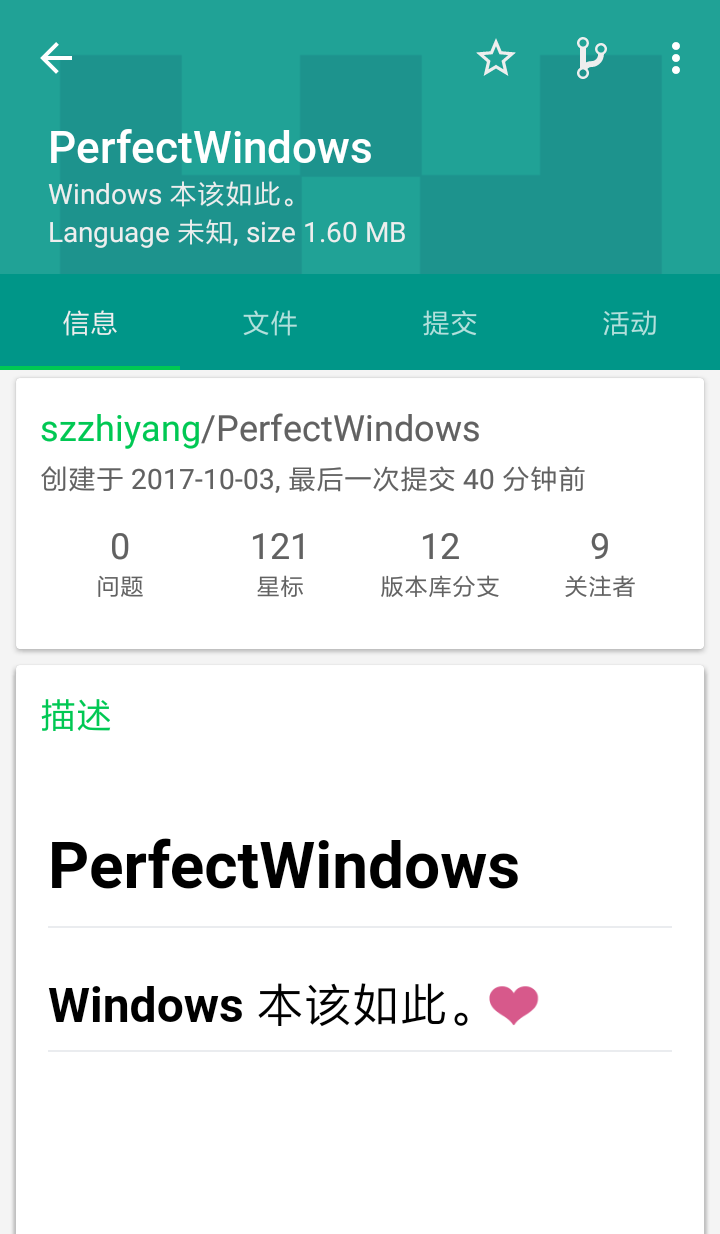 PerfectWindows
Windows 本该如此。
Language 未知, size 1.60 MB
信息 文件 提交 活动
szzhiyang/PerfectWindows
创建于 2017-10-03, 最后一次提交 40 分钟前
0 121 12 9
问题 星标 版本库分支 关注者
描述
PerfectWindows
Windows 本该如此。